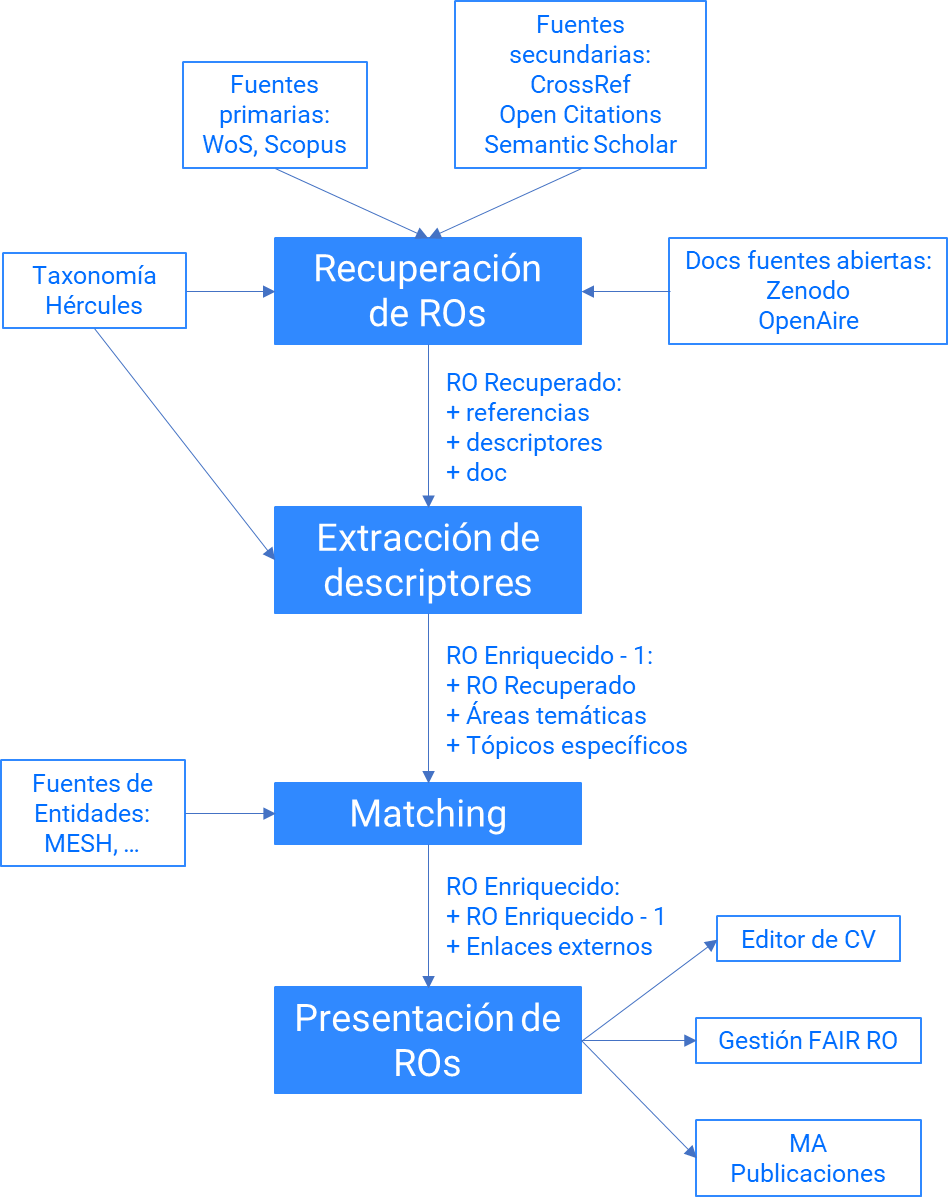 Fuentes
secundarias:
CrossRef
Open Citations
Semantic Scholar
Fuentes
primarias:
WoS, Scopus
Recuperación
de ROs
Taxonomía
Hércules
Docs fuentes abiertas:
Zenodo
OpenAire
RO Recuperado:
+ referencias
+ descriptores
+ doc
Extracción de
descriptores
RO Enriquecido - 1:
+ RO Recuperado
+ Áreas temáticas
+ Tópicos específicos
Fuentes de
Entidades:
MESH, ...
Matching
RO Enriquecido:
+ RO Enriquecido - 1
+ Enlaces externos
Presentación de
ROs
Editor de CV
Gestión FAIR RO
MA
Publicaciones